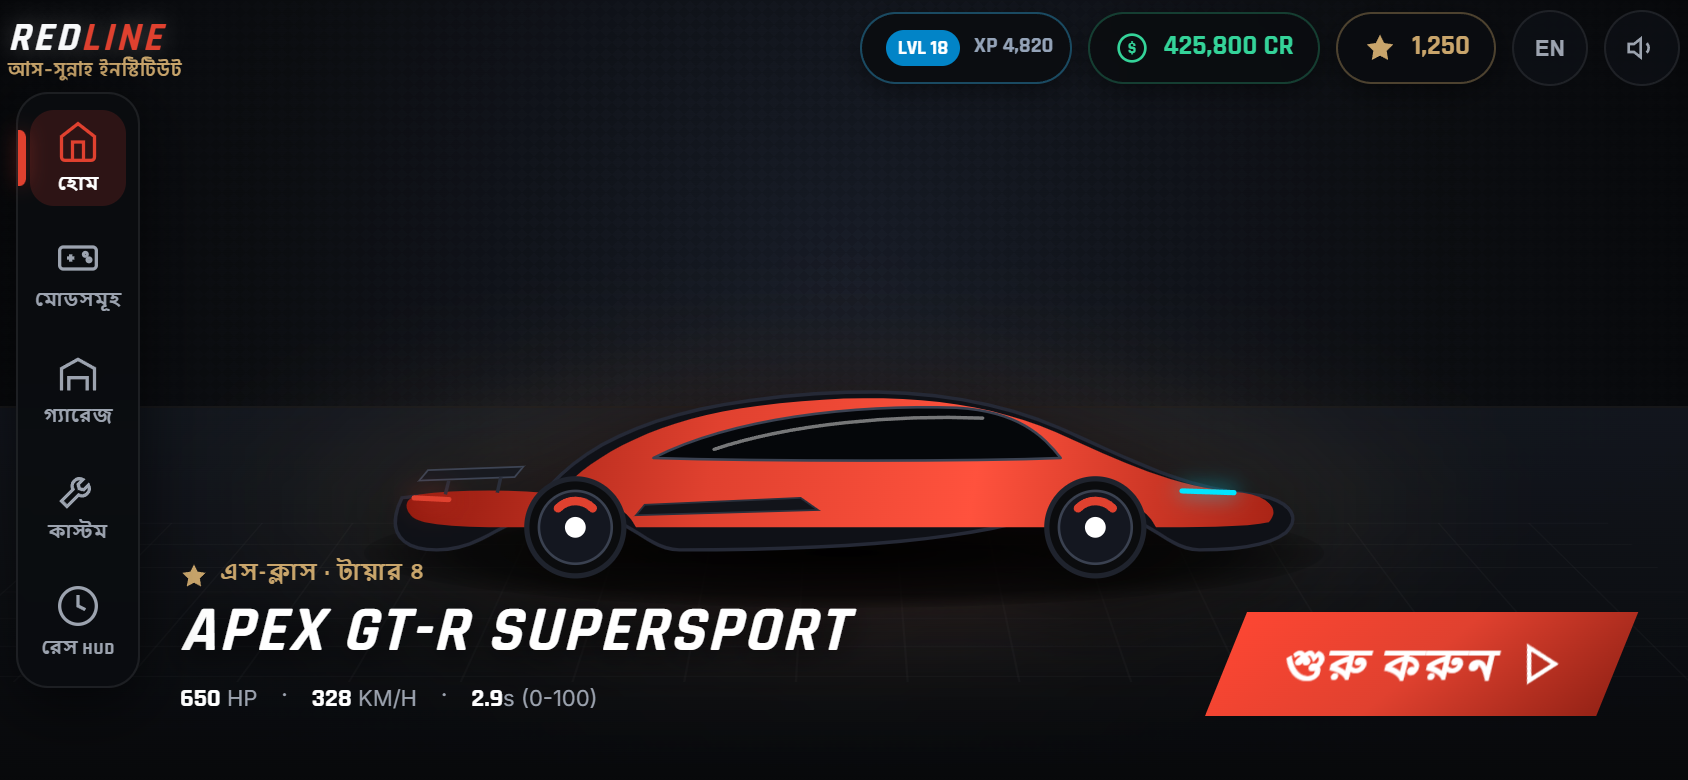 REDLINE
আস-সুন্নাহ ইনস্টিটিউট
LVL 18 XP 4,820
$ 425,800 CR
1,250
EN
হোম
মোডসমূহ
গ্যারেজ
কাস্টম
রেস HUD
এস-ক্লাস · টায়ার ৪
APEX GT-R SUPERSPORT
650 HP · 328 KM/H · 2.9s (0-100)
শুরু করুন